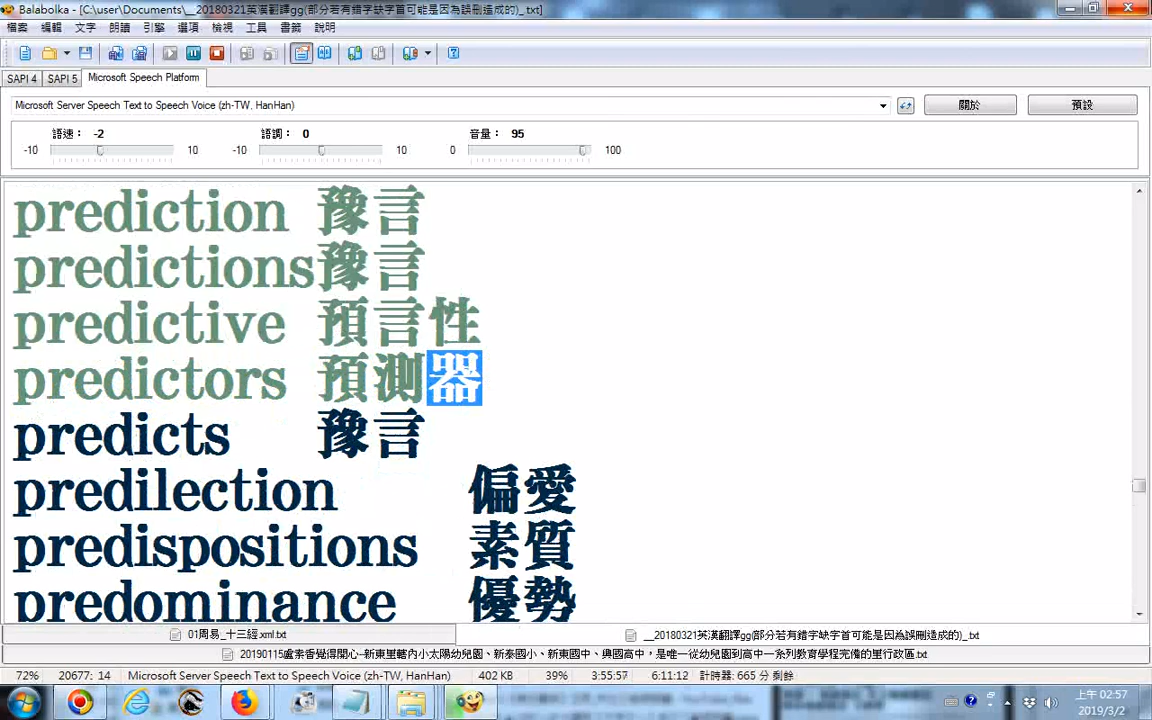 Balabolka - [C:\user\Documents\__20180321英漢翻譯gg(部分若有錯字缺字首可能是因為誤刪造成的)_.txt]
檔案 編輯 文字 朗讀 引擎 選項 檢視 工具 書籤 說明
SAPI 4 SAPI 5 Microsoft Speech Platform
Microsoft Server Speech Text to Speech Voice (zh-TW, HanHan) 關於 預設
語速： -2 語調： 0 音量： 95
-10 10 -10 10 0 100
prediction 豫言
predictions豫言
predictive 預言性
predictors 預測器
predicts 豫言
predilection 偏愛
predispositions 素質
predominance 優勢
01周易_十三經.xml.txt __20180321英漢翻譯gg(部分若有錯字缺字首可能是因為誤刪造成的)_.txt
20190115盧素香覺得開心~新東里轄內小太陽幼兒園、新泰國小、新東國中、興國高中，是唯一從幼兒園到高中一系列教育學程完備的里行政區.txt
72% 20677: 14 Microsoft Server Speech Text to Speech Voice (zh-TW, HanHan) 402 KB 39% 3:55:57 6:11:12 計時器: 665 分 剩餘
上午 02:57
2019/3/2